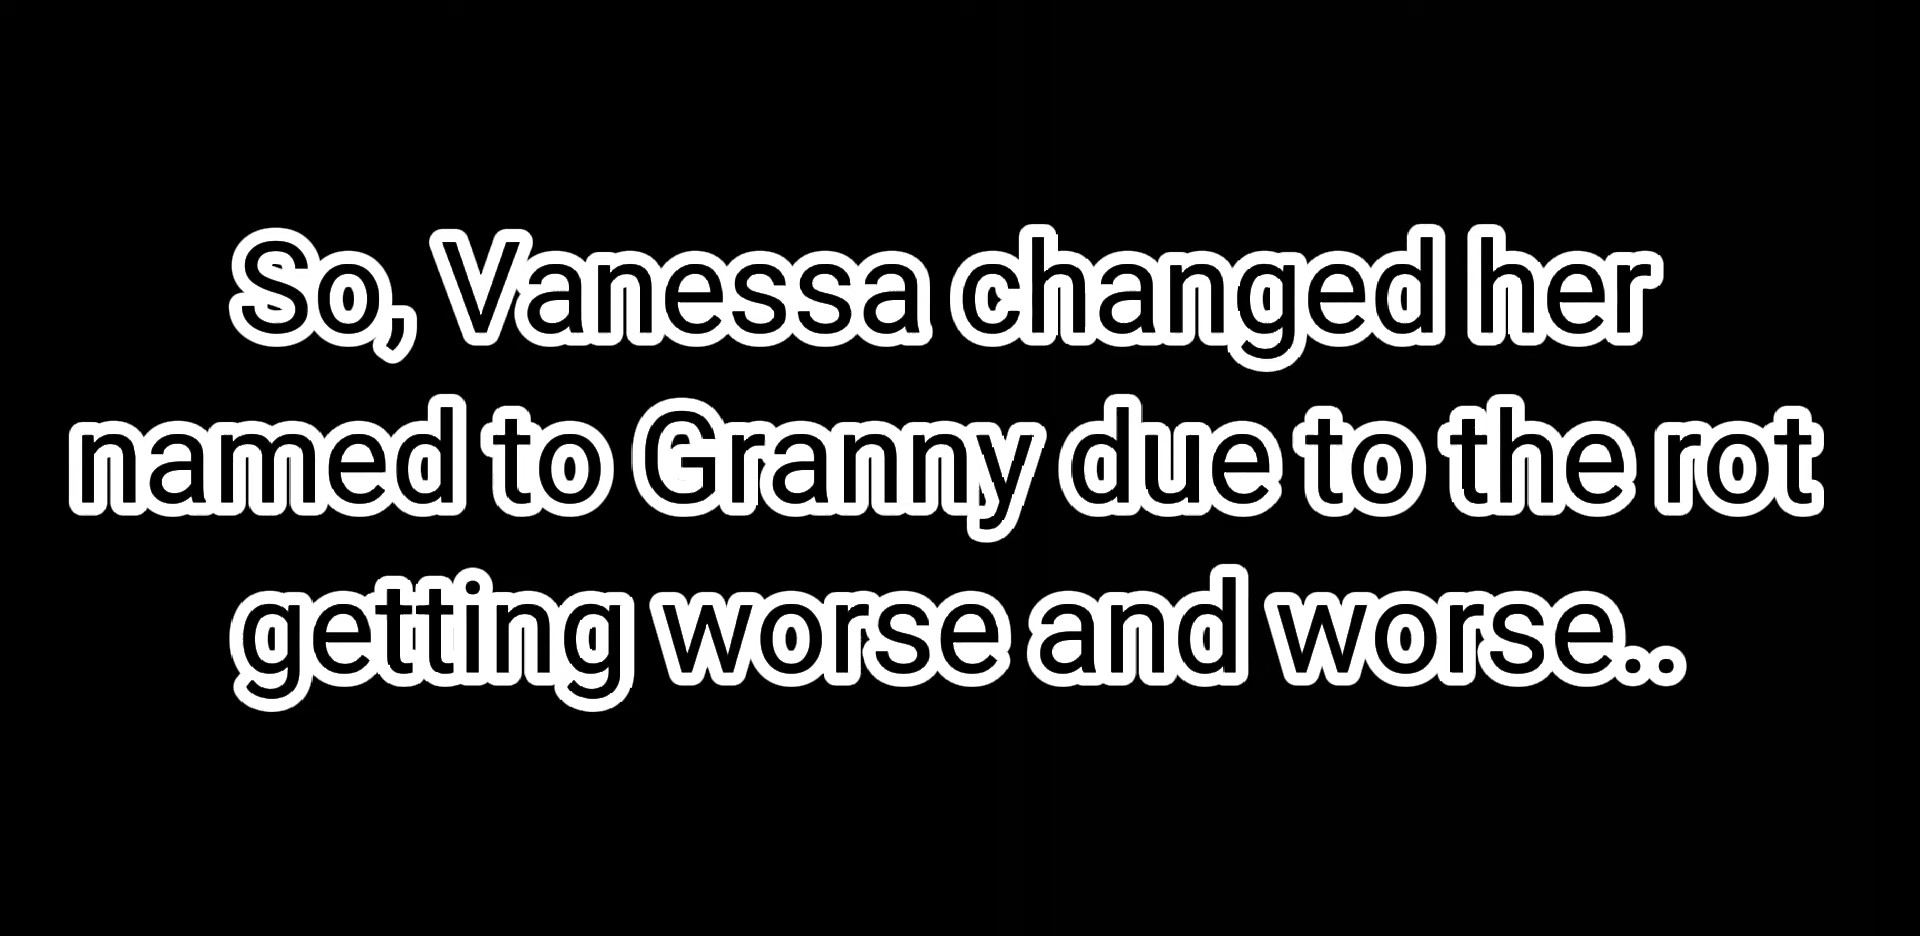 So, Vanessa changed her
named to Granny due to the rot
getting worse and worse..